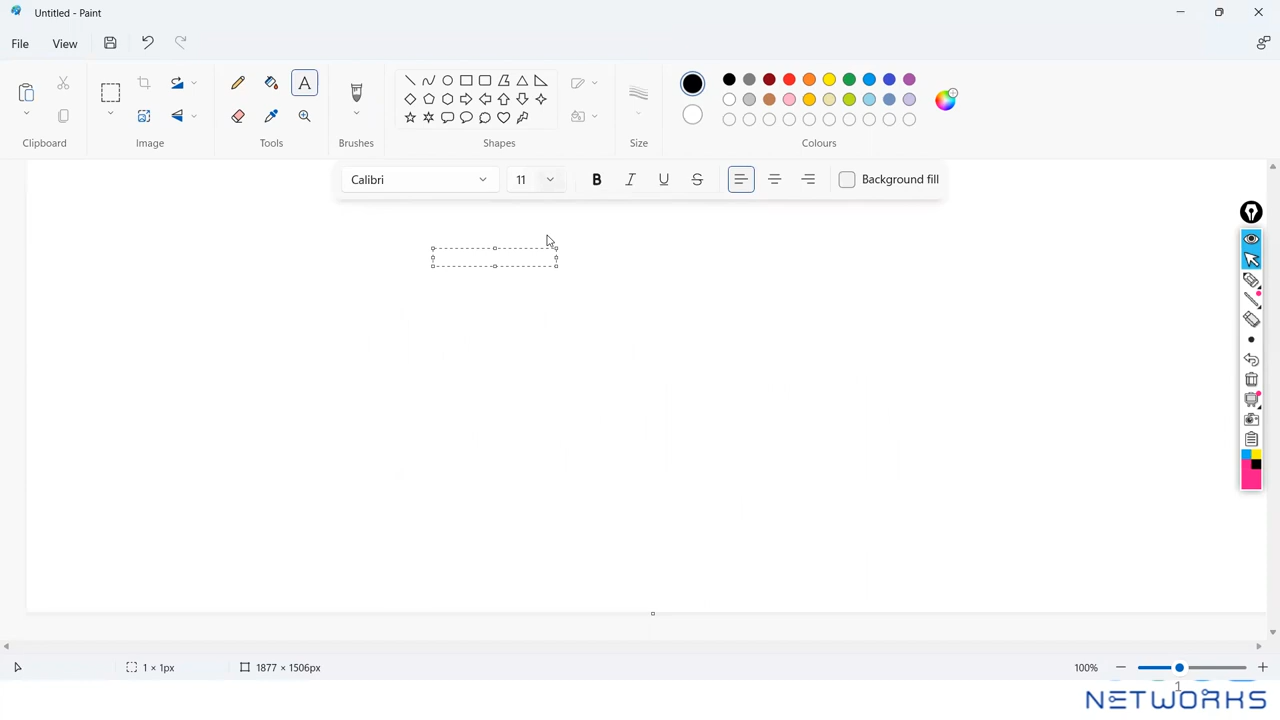 Untitled - Paint
File
View
A
Calibri
11
B
I
U
S
Background fill
Clipboard
Image
Tools
Brushes
Shapes
Size
Colours
1 × 1px
1877 × 1506px
100%
1
NETWORKS